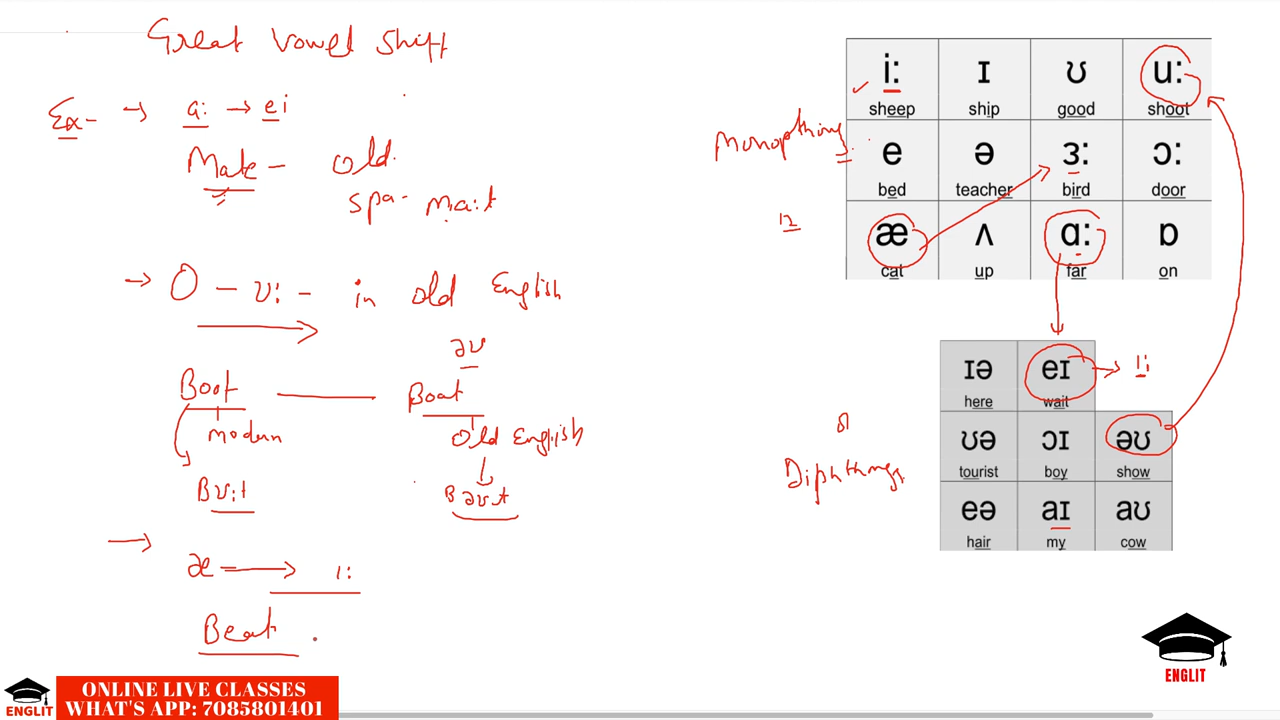 Great Vowel Shift
Ex- → a: → ei
Mate - old
spa - ma:t
→ O - ʊ: - in old English
əʊ
Boot Boat
modern old English
Bʊ:t Bəʊt
→ æ → ı:
Beat .
Monopthong
12
i: ɪ ʊ u:
sheep ship good shoot
e ə ɜ: ɔ:
bed teacher bird door
æ ʌ ɑ: ɒ
cat up far on
8
Diphthongs
ɪə eɪ → ı:
here wait
ʊə ɔɪ əʊ
tourist boy show
eə aɪ aʊ
hair my cow
ENGLIT
ENGLIT
ONLINE LIVE CLASSES
WHAT'S APP: 7085801401